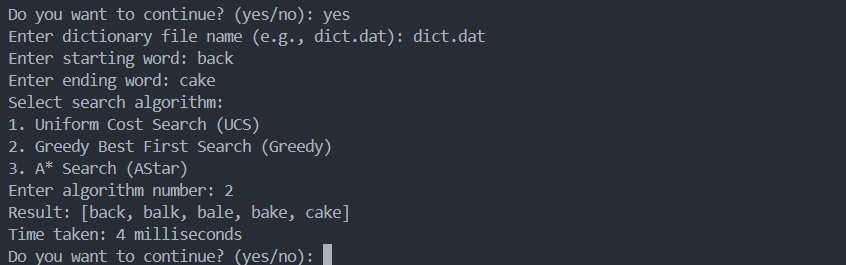 Do you want to continue? (yes/no): yes
Enter dictionary file name (e.g., dict.dat): dict.dat
Enter starting word: back
Enter ending word: cake
Select search algorithm:
1. Uniform Cost Search (UCS)
2. Greedy Best First Search (Greedy)
3. A* Search (AStar)
Enter algorithm number: 2
Result: [back, balk, bale, bake, cake]
Time taken: 4 milliseconds
Do you want to continue? (yes/no):